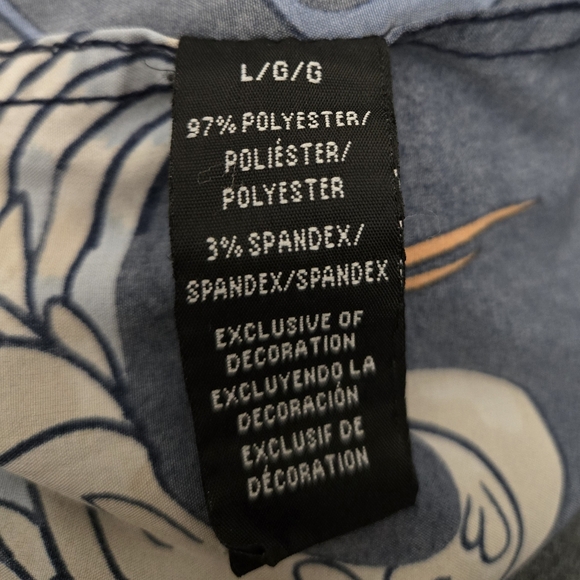 L/G/G
97% POLYESTER/
POLIÉSTER/
POLYESTER
3% SPANDEX/
SPANDEX/SPANDEX
EXCLUSIVE OF
DECORATION
EXCLUYENDO LA
DECORACIÓN
EXCLUSIF DE
DÉCORATION